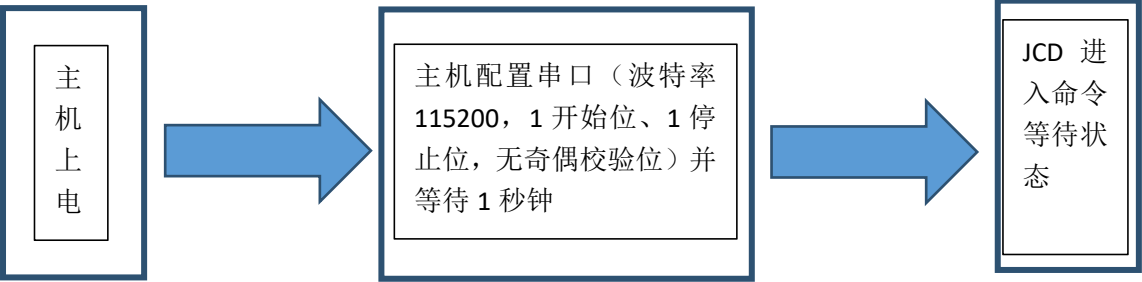 主
机
上
电
主机配置串口（波特率
115200，1 开始位、1 停
止位，无奇偶校验位）并
等待 1 秒钟
JCD 进
入命令
等待状
态